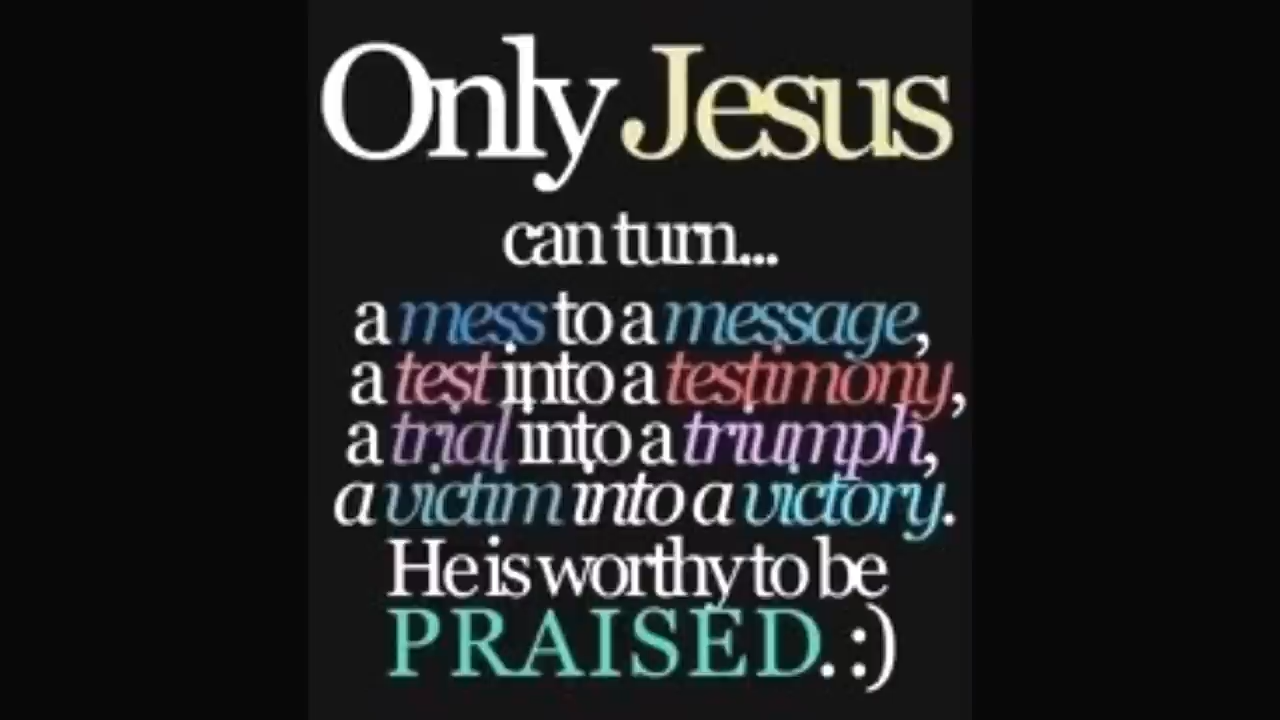 Only Jesus
can turn...
a mess to a message,
a test into a testimony,
a trial into a triumph,
a victim into a victory.
He is worthy to be
PRAISED. :)